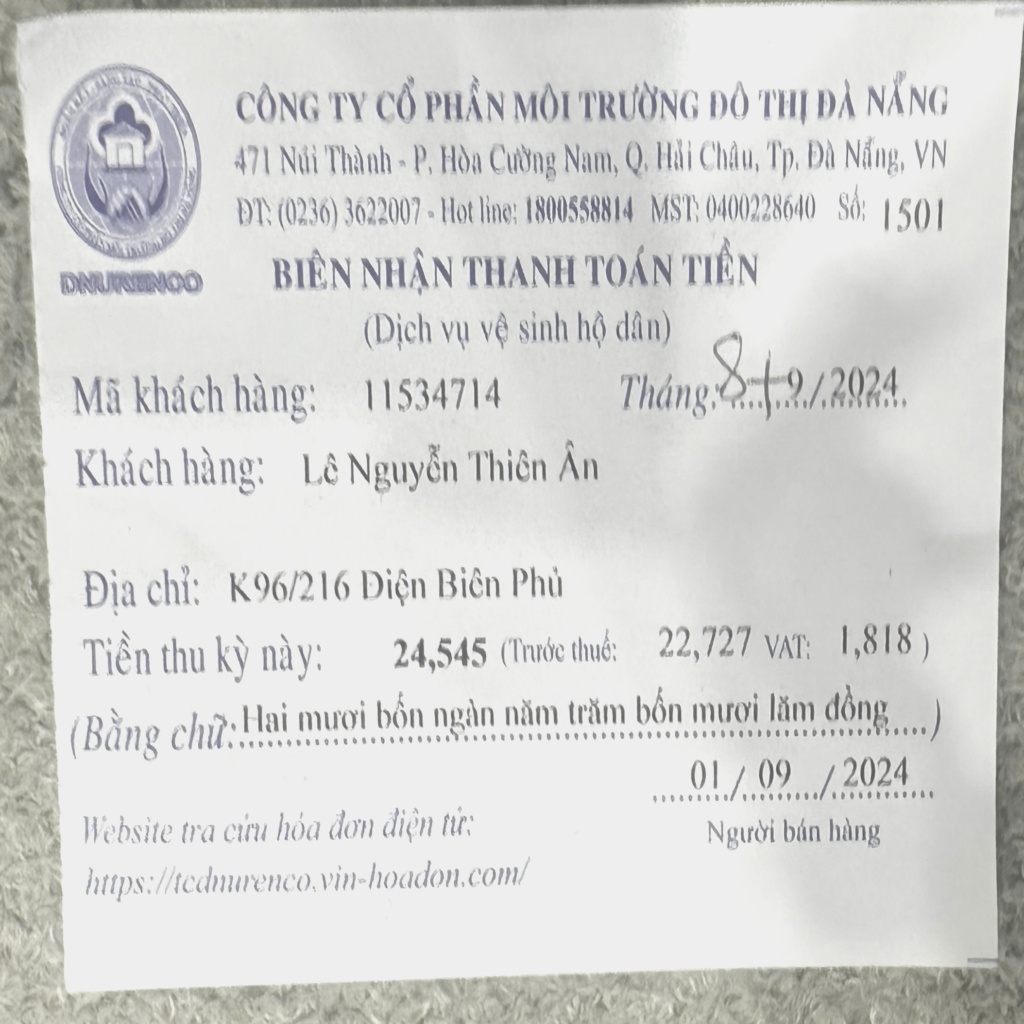 CÔNG TY CỔ PHẦN MÔI TRƯỜNG ĐÔ THỊ ĐÀ NẴNG
471 Núi Thành - P. Hòa Cường Nam, Q. Hải Châu, Tp. Đà Nẵng, VN
ĐT: (0236) 3622007 - Hot line: 1800558814 MST: 0400228640 Số: 1501
DNURENCO
BIÊN NHẬN THANH TOÁN TIỀN
(Dịch vụ vệ sinh hộ dân)
Mã khách hàng: 11534714 Tháng: 8+9/2024
Khách hàng: Lê Nguyễn Thiên Ân
Địa chỉ: K96/216 Điện Biên Phủ
Tiền thu kỳ này: 24,545 (Trước thuế: 22,727 VAT: 1,818 )
(Bằng chữ: Hai mươi bốn ngàn năm trăm bốn mươi lăm đồng)
01 / 09 / 2024
Người bán hàng
Website tra cứu hóa đơn điện tử:
https://tcdnurenco.vin-hoadon.com/